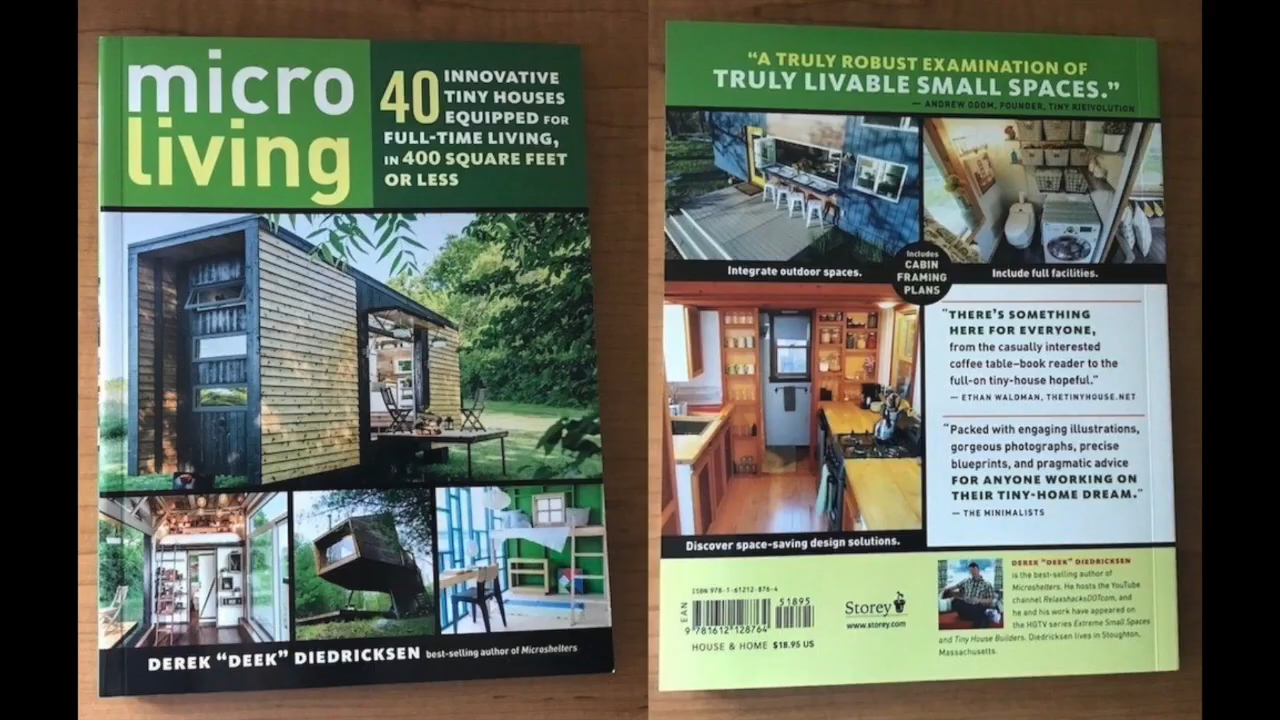 micro
living
40 INNOVATIVE
TINY HOUSES
EQUIPPED FOR
FULL-TIME LIVING,
IN 400 SQUARE FEET
OR LESS
DEREK “DEEK” DIEDRICKSEN best-selling author of Microshelters
“A TRULY ROBUST EXAMINATION OF
TRULY LIVABLE SMALL SPACES.”
— ANDREW ODOM, FOUNDER, TINY R(E)VOLUTION
Integrate outdoor spaces.
Includes
CABIN
FRAMING
PLANS
Include full facilities.
“THERE'S SOMETHING
HERE FOR EVERYONE,
from the casually interested
coffee table–book reader to the
full-on tiny-house hopeful.”
— ETHAN WALDMAN, THETINYHOUSE.NET
“Packed with engaging illustrations,
gorgeous photographs, precise
blueprints, and pragmatic advice
FOR ANYONE WORKING ON
THEIR TINY-HOME DREAM.”
— THE MINIMALISTS
Discover space-saving design solutions.
ISBN 978-1-61212-876-4
EAN
51895
9 781612 128764
HOUSE & HOME $18.95 US
Storey
www.storey.com
DEREK “DEEK” DIEDRICKSEN
is the best-selling author of
Microshelters. He hosts the YouTube
channel RelaxshacksDOTcom, and
he and his work have appeared on
the HGTV series Extreme Small Spaces
and Tiny House Builders. Diedricksen lives in Stoughton,
Massachusetts.